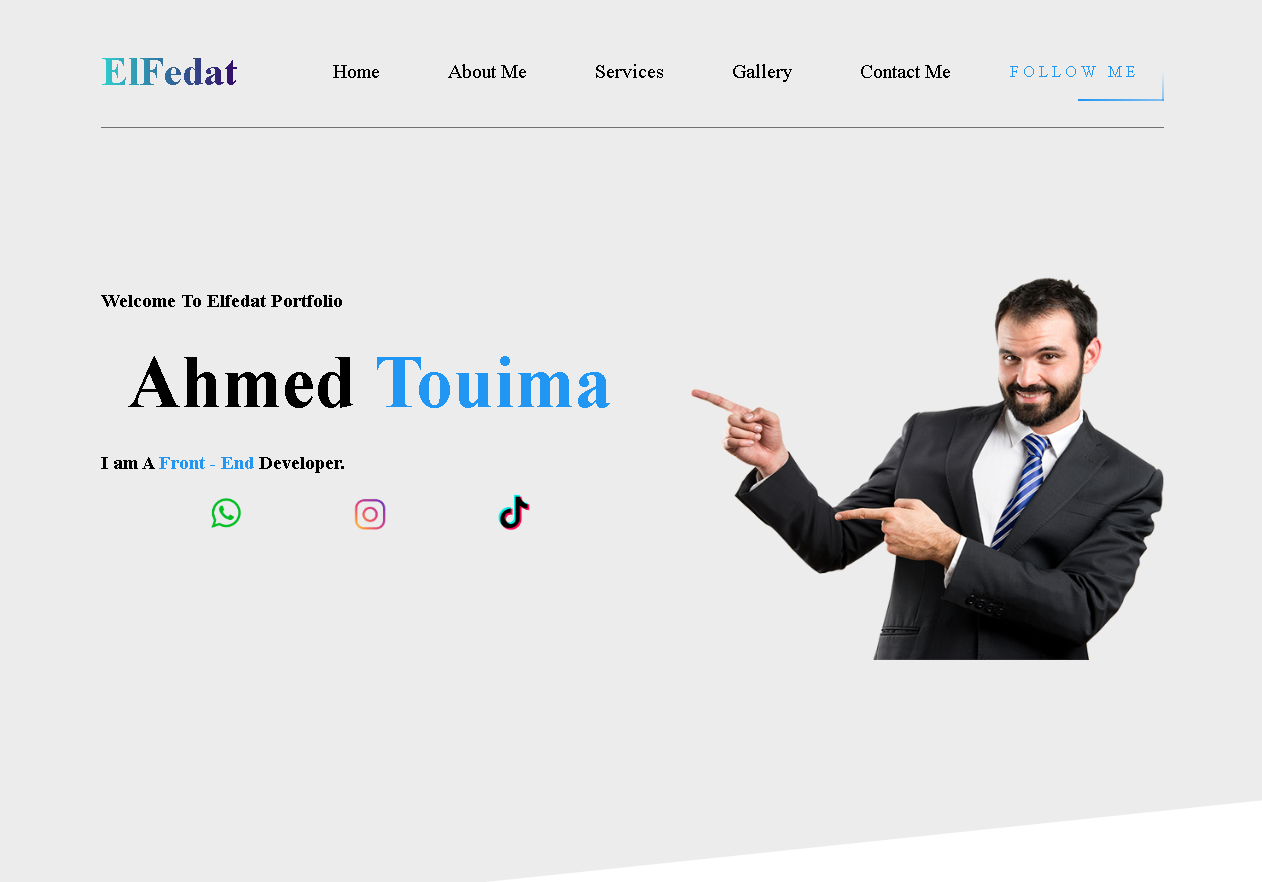 ElFedat
Home About Me Services Gallery Contact Me FOLLOW ME
Welcome To Elfedat Portfolio
Ahmed Touima
I am A Front - End Developer.